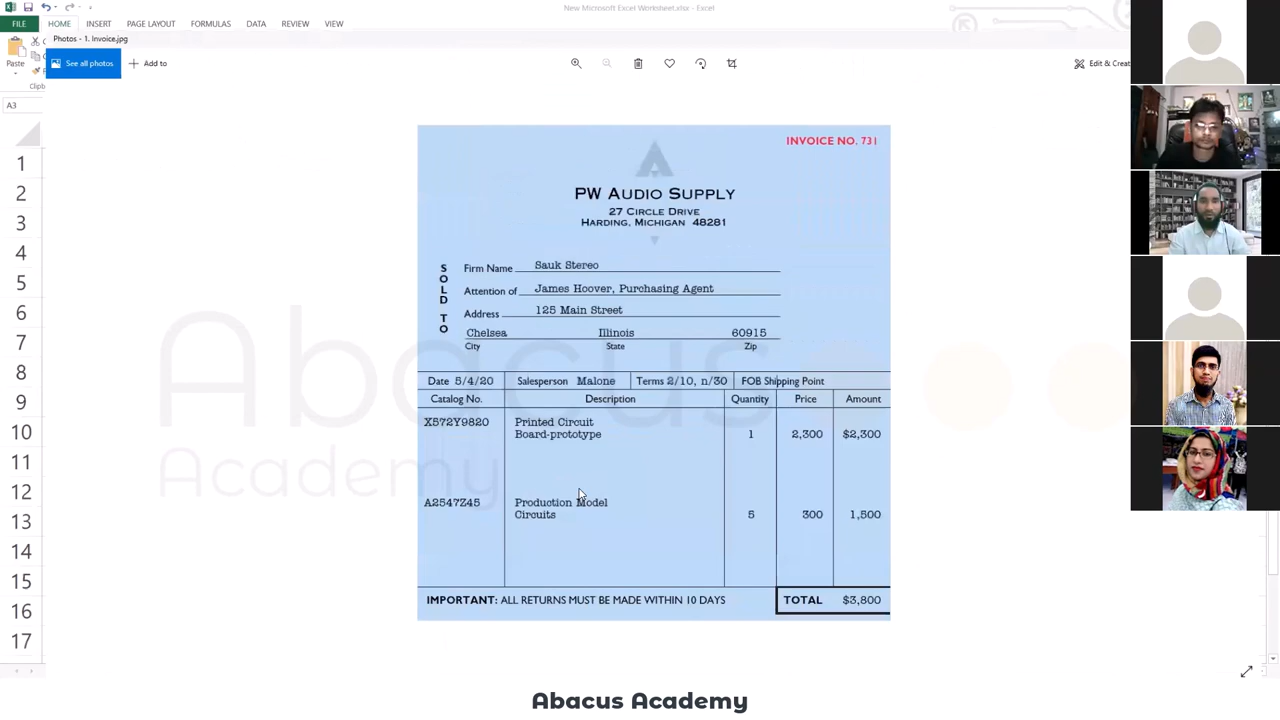 New Microsoft Excel Worksheet.xlsx - Excel
FILE HOME INSERT PAGE LAYOUT FORMULAS DATA REVIEW VIEW
Photos - 1. Invoice.jpg
Paste
See all photos
Add to
Edit & Creat
Clipb
A3
1
2
3
4
5
6
7
8
9
10
11
12
13
14
15
16
17
INVOICE NO. 731
PW AUDIO SUPPLY
27 CIRCLE DRIVE
HARDING, MICHIGAN 48281
SOLD TO
Firm Name Sauk Stereo
Attention of James Hoover, Purchasing Agent
Address 125 Main Street
Chelsea Illinois 60915
City State Zip
Date 5/4/20 Salesperson Malone Terms 2/10, n/30 FOB Shipping Point
Catalog No. Description Quantity Price Amount
X572Y9820 Printed Circuit
Board-prototype 1 2,300 $2,300
A2547Z45 Production Model
Circuits 5 300 1,500
IMPORTANT: ALL RETURNS MUST BE MADE WITHIN 10 DAYS TOTAL $3,800
Abacus
Academy
Abacus Academy